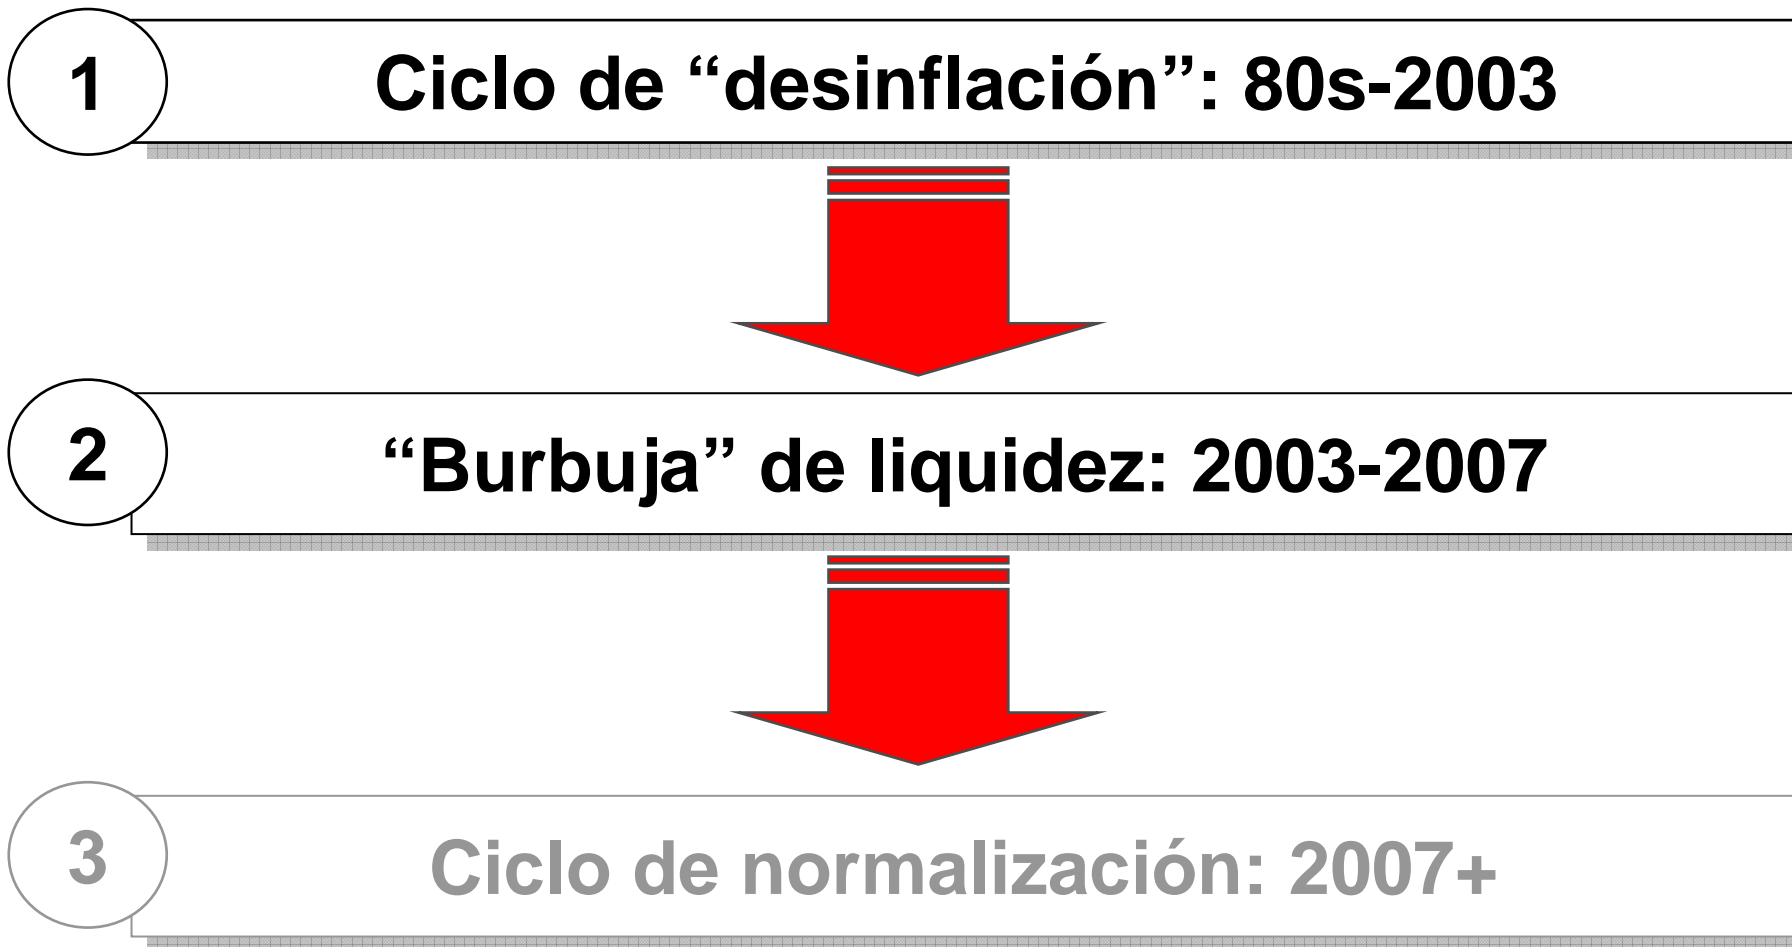 1
Ciclo de “desinflación”: 80s-2003
2
“Burbuja” de liquidez: 2003-2007
3
Ciclo de normalización: 2007+